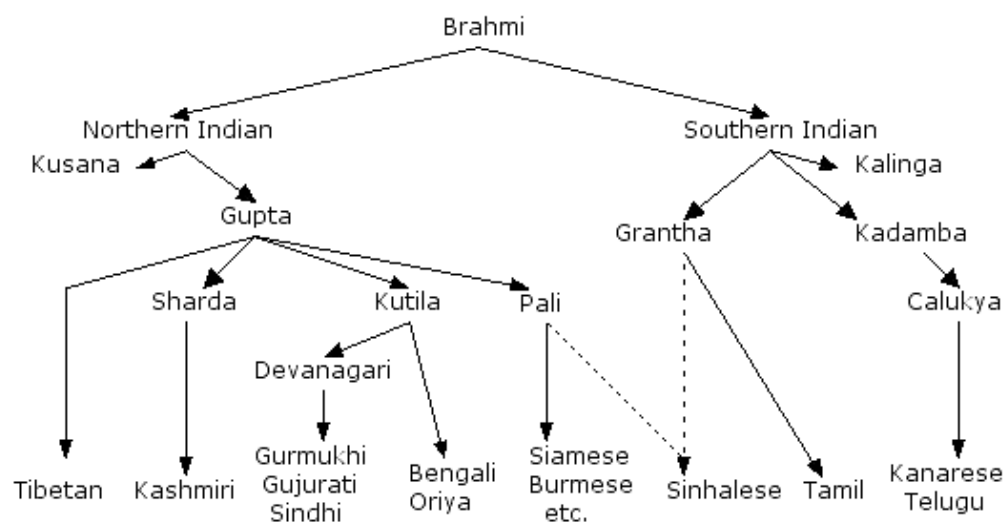 Brahmi
Northern Indian
Southern Indian
Kusana
Kalinga
Gupta
Grantha
Kadamba
Sharda
Kutila
Pali
Calukya
Devanagari
Tibetan
Kashmiri
Gurmukhi
Gujurati
Sindhi
Bengali
Oriya
Siamese
Burmese
etc.
Sinhalese
Tamil
Kanarese
Telugu